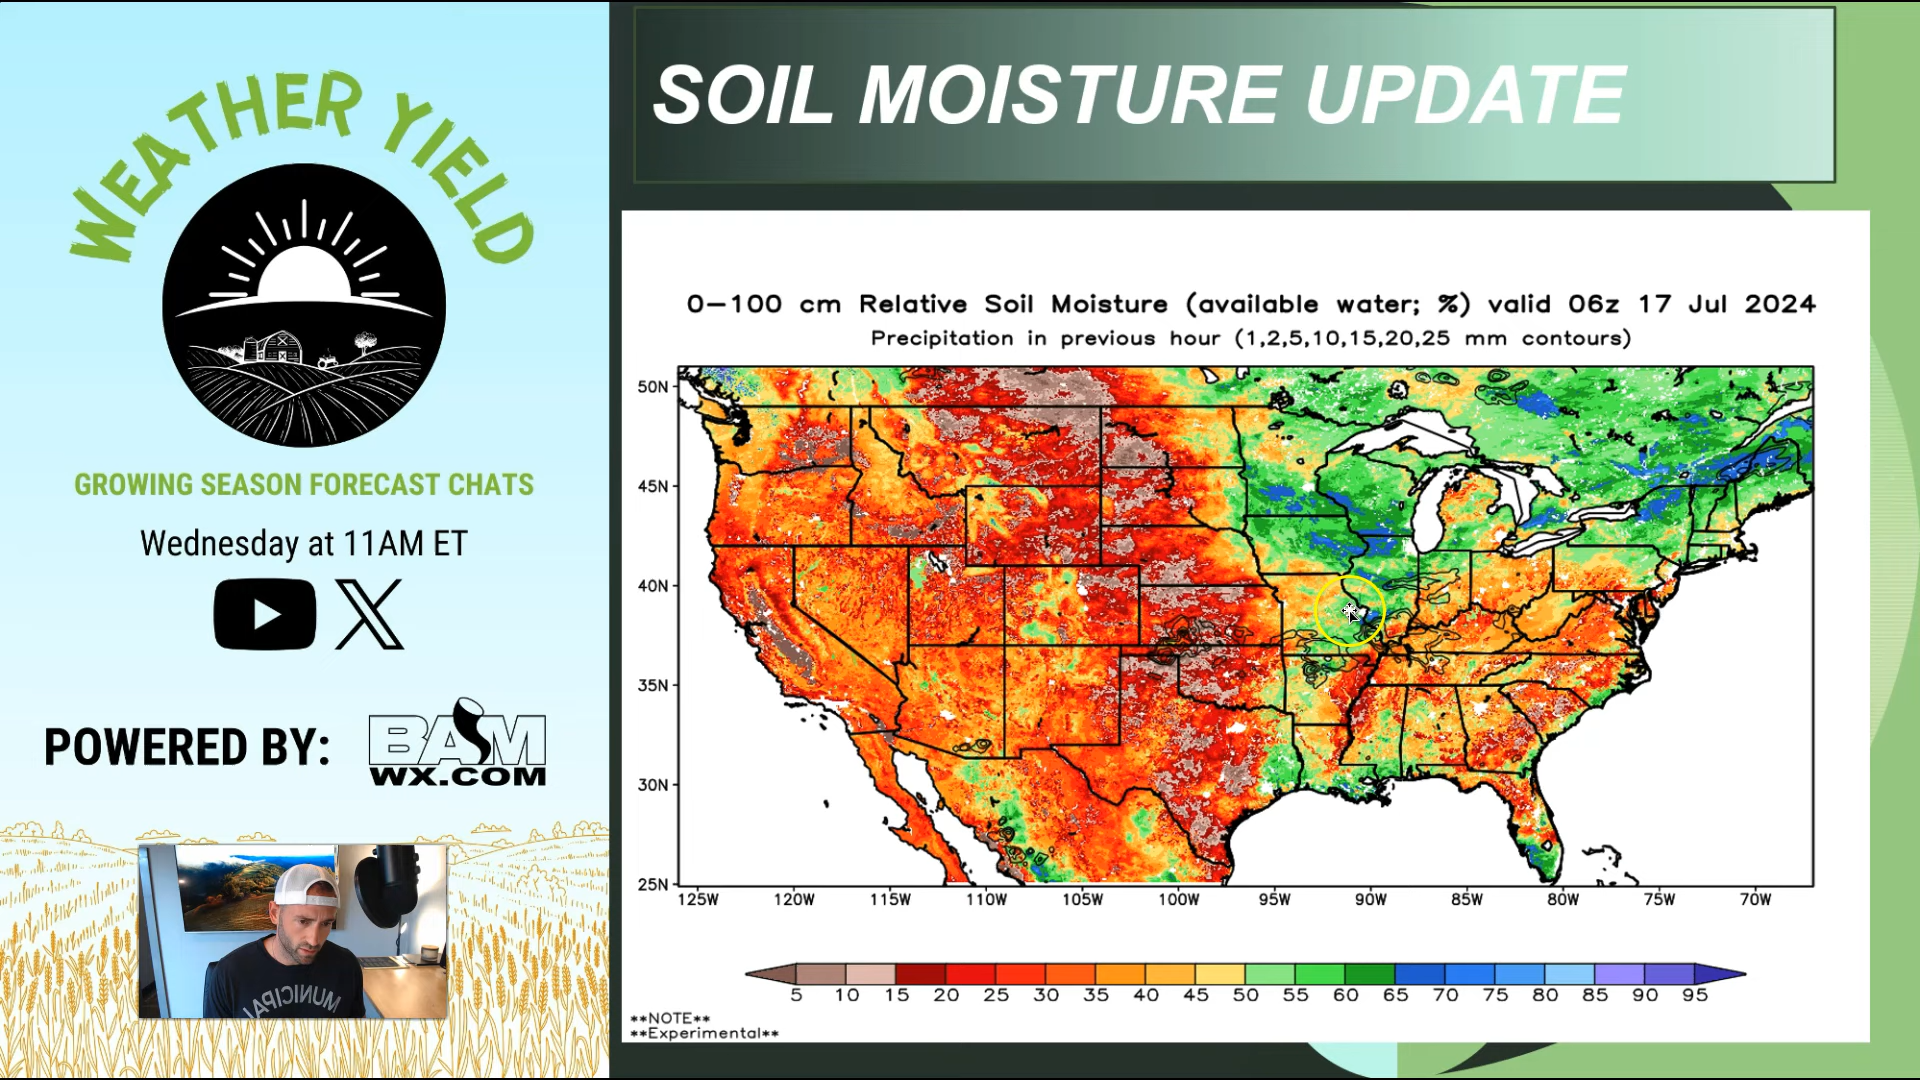 WEATHER YIELD
GROWING SEASON FORECAST CHATS
Wednesday at 11AM ET
POWERED BY:
BAM
WX.COM
MUNICIPAL
SOIL MOISTURE UPDATE
0-100 cm Relative Soil Moisture (available water; %) valid 06z 17 Jul 2024
Precipitation in previous hour (1,2,5,10,15,20,25 mm contours)
50N
45N
40N
35N
30N
25N
125W 120W 115W 110W 105W 100W 95W 90W 85W 80W 75W 70W
5 10 15 20 25 30 35 40 45 50 55 60 65 70 75 80 85 90 95
**NOTE**
**Experimental**